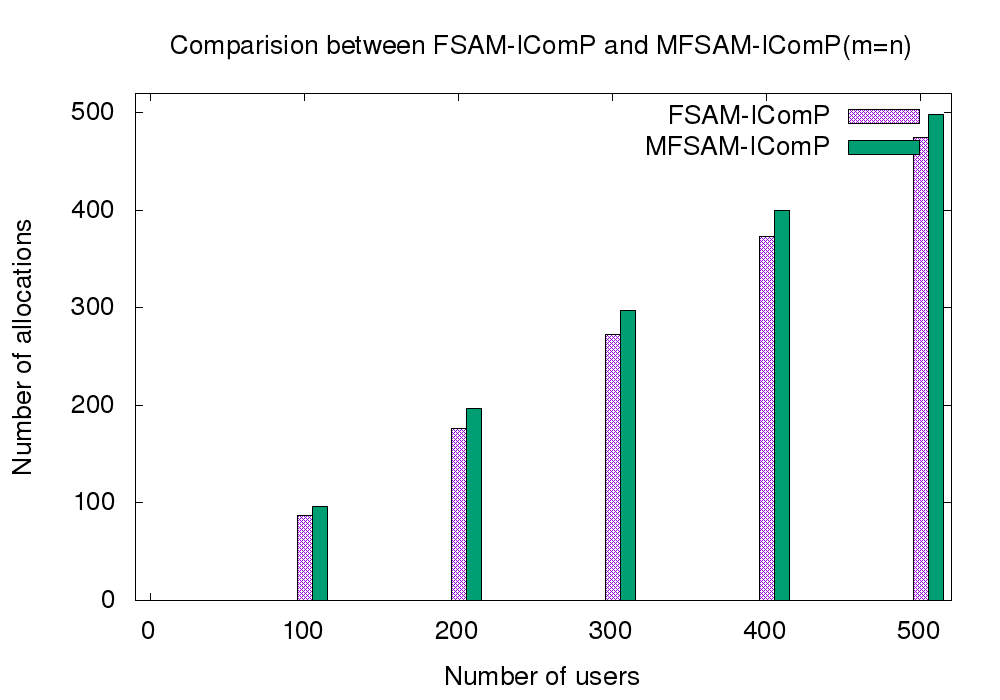 Comparision between FSAM-IComP and MFSAM-IComP(m=n)
FSAM-IComP
MFSAM-IComP
500
400
300
200
100
0
Number of allocations
0 100 200 300 400 500
Number of users